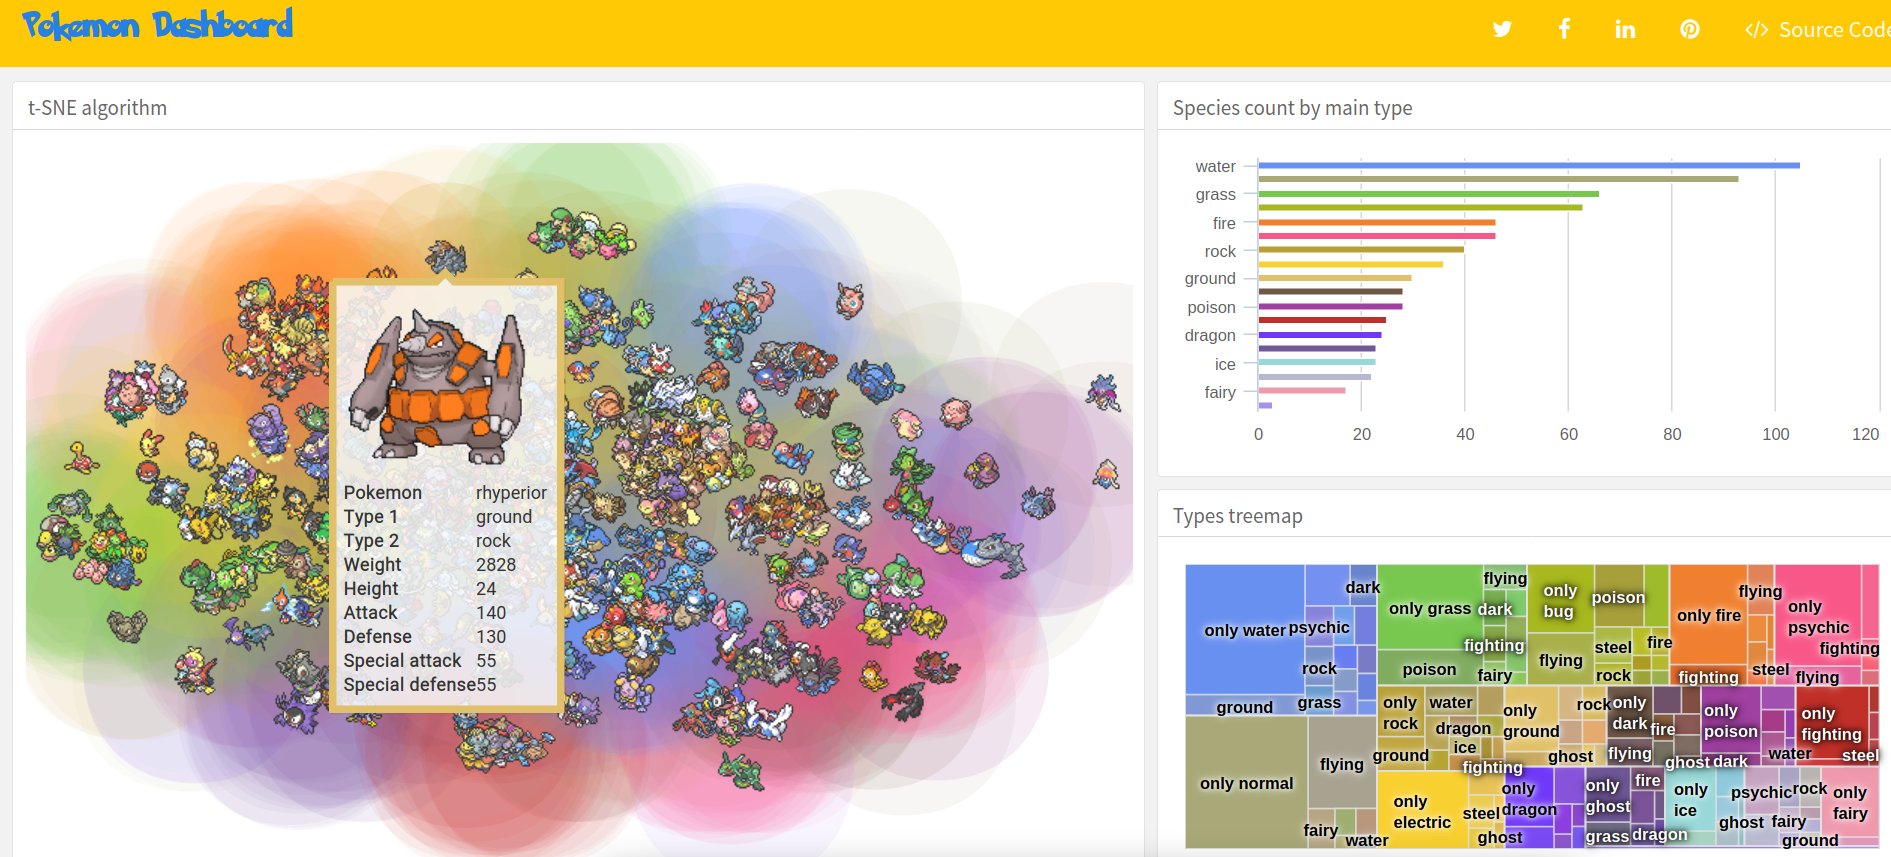 Pokemon Dashboard
</> Source Code
t-SNE algorithm
Pokemon rhyperior
Type 1 ground
Type 2 rock
Weight 2828
Height 24
Attack 140
Defense 130
Special attack 55
Special defense55
Species count by main type
water
grass
fire
rock
ground
poison
dragon
ice
fairy
0 20 40 60 80 100 120
Types treemap
only water
dark
psychic
rock
ground
grass
only grass
flying
dark
fighting
poison
fairy
only
bug
poison
flying
steel
fire
rock
only fire
flying
fighting
steel
only
psychic
fighting
flying
only normal
flying
fairy
water
only
rock
water
dragon
ice
ground
fighting
only
ground
rock
ghost
only
dark
fire
flying
ghost
only
poison
water
dark
only
fighting
steel
only
electric
steel
ghost
only
dragon
only
ghost
fire
grass
dragon
only
ice
ghost
psychic
rock
fairy
ground
only
fairy